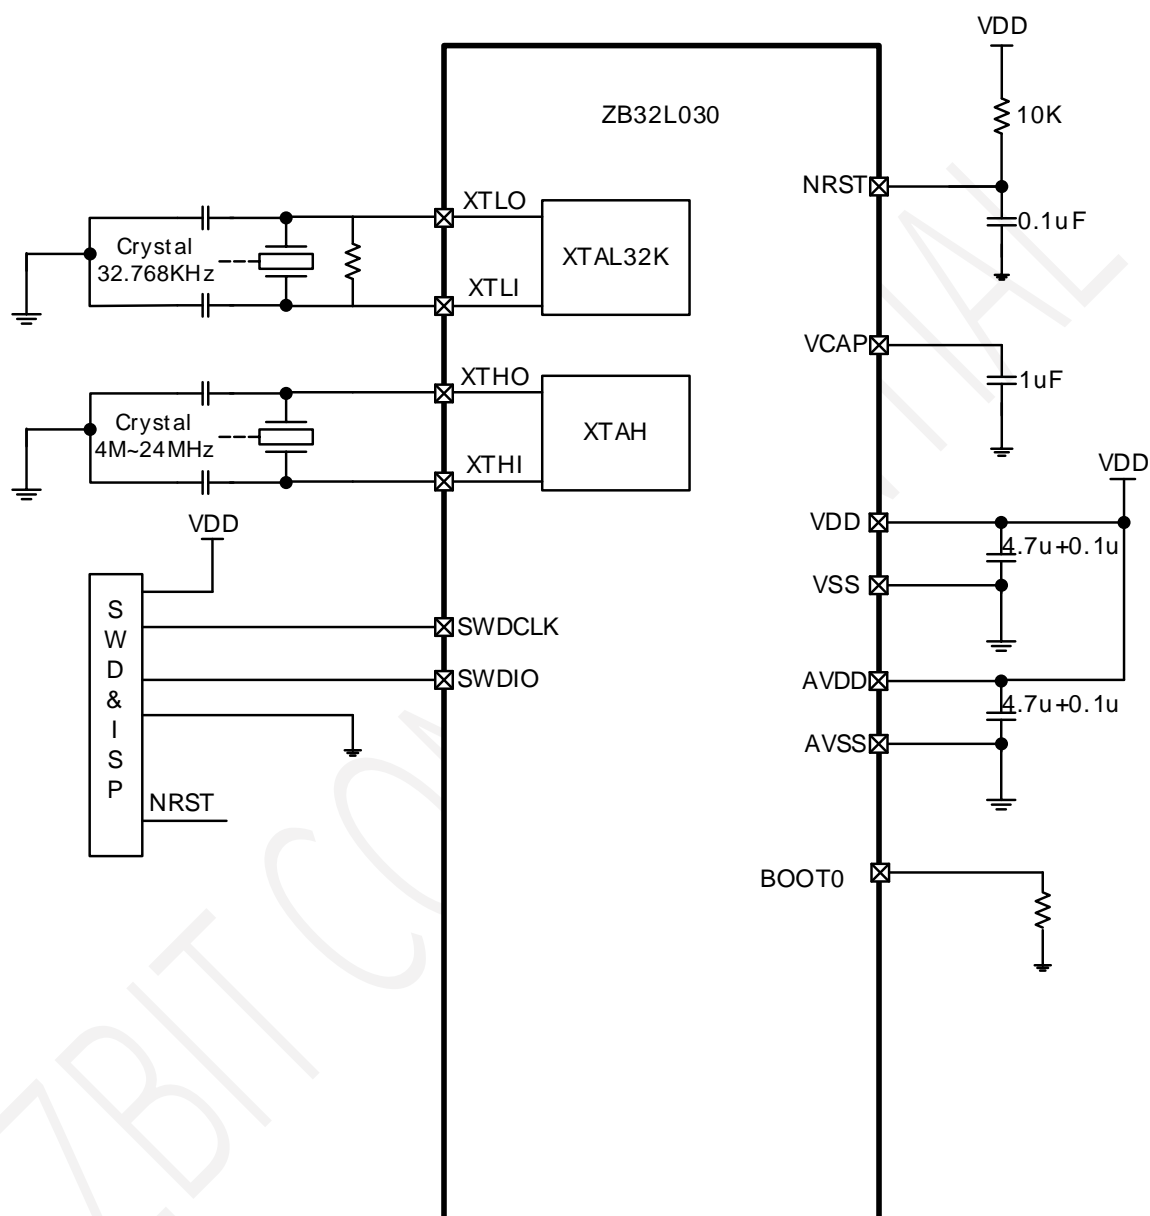 VDD
ZB32L030
10K
NRST
0.1uF
XTLO
Crystal
32.768KHz
XTAL32K
XTLI
VCAP
1uF
XTHO
Crystal
4M~24MHz
XTAH
XTHI
VDD
VDD
VDD
4.7u+0.1u
VSS
SWD&ISP
SWDCLK
SWDIO
AVDD
4.7u+0.1u
AVSS
NRST
BOOT0